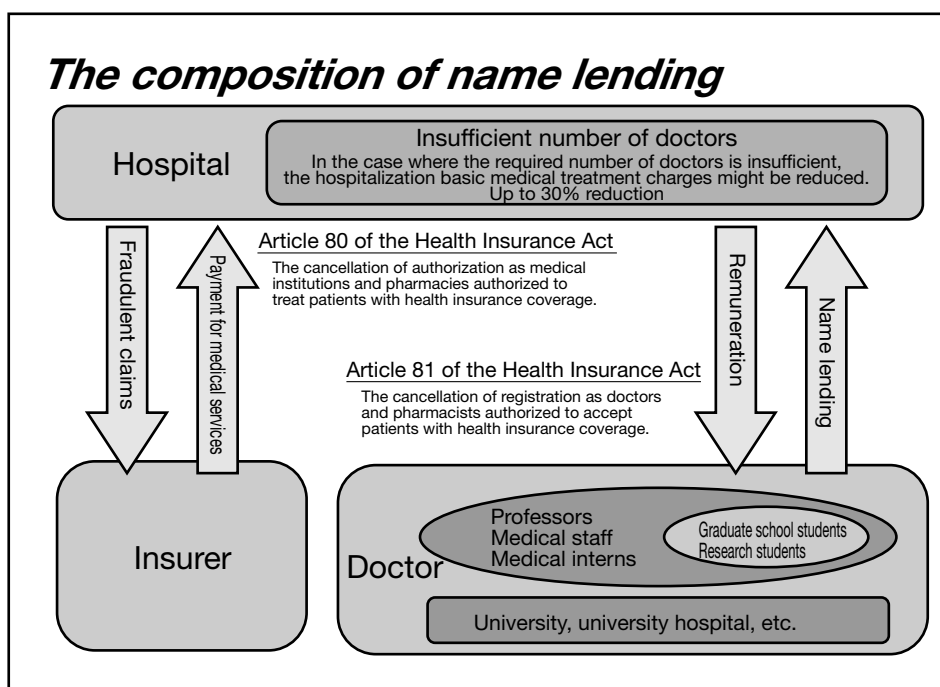 The composition of name lending
Hospital
Insufficient number of doctors
In the case where the required number of doctors is insufficient,
the hospitalization basic medical treatment charges might be reduced.
Up to 30% reduction
Fraudulent claims
Payment for medical services
Article 80 of the Health Insurance Act
The cancellation of authorization as medical
institutions and pharmacies authorized to
treat patients with health insurance coverage.
Remuneration
Name lending
Article 81 of the Health Insurance Act
The cancellation of registration as doctors
and pharmacists authorized to accept
patients with health insurance coverage.
Insurer
Doctor
Professors
Medical staff
Medical interns
Graduate school students
Research students
University, university hospital, etc.